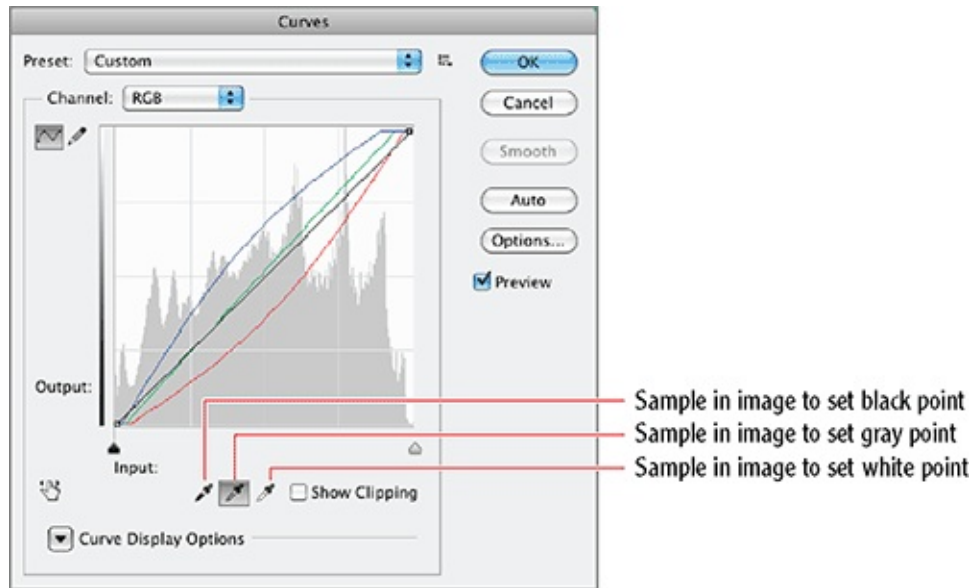 Curves
Preset: Custom
OK
Channel: RGB
Cancel
Smooth
Auto
Options...
Preview
Output:
Sample in image to set black point
Sample in image to set gray point
Input:
Sample in image to set white point
Show Clipping
Curve Display Options